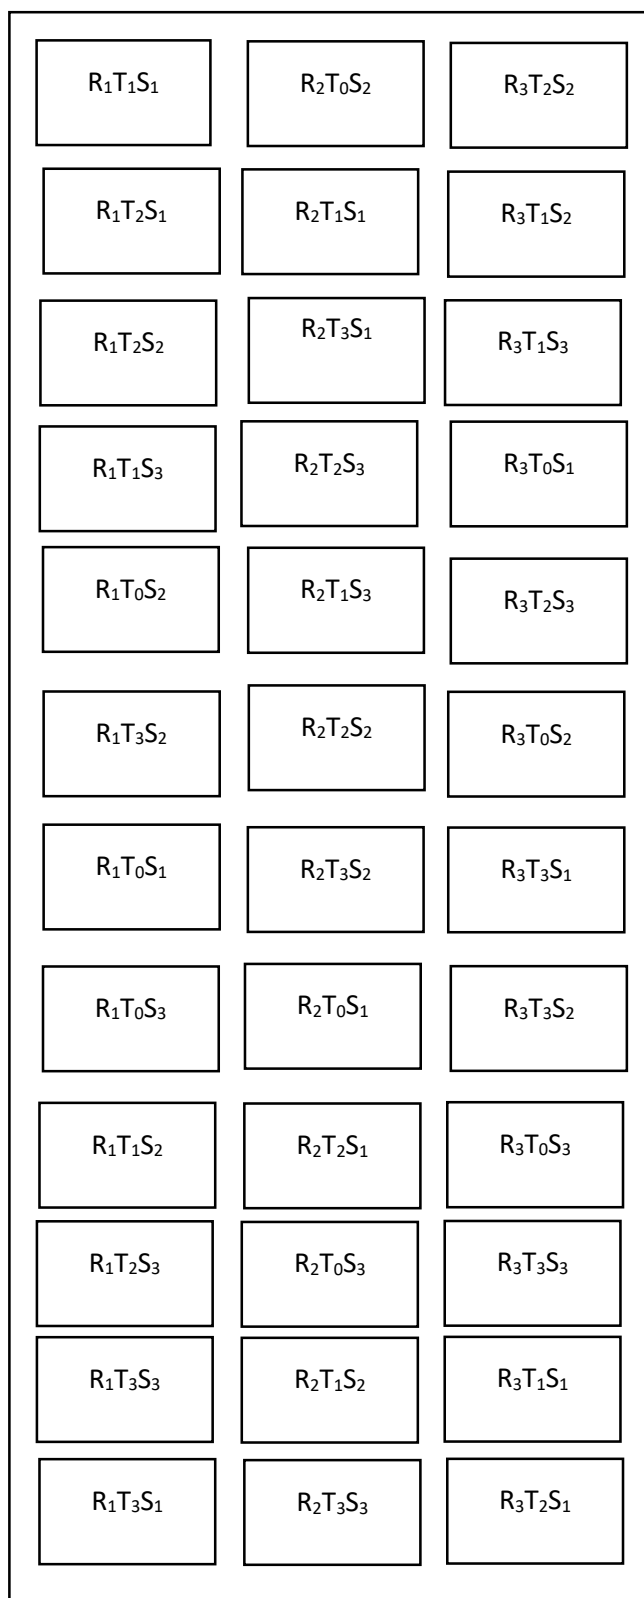 R₁T₁S₁ R₂T₀S₂ R₃T₂S₂
R₁T₂S₁ R₂T₁S₁ R₃T₁S₂
R₁T₂S₂ R₂T₃S₁ R₃T₁S₃
R₁T₁S₃ R₂T₂S₃ R₃T₀S₁
R₁T₀S₂ R₂T₁S₃ R₃T₂S₃
R₁T₃S₂ R₂T₂S₂ R₃T₀S₂
R₁T₀S₁ R₂T₃S₂ R₃T₃S₁
R₁T₀S₃ R₂T₀S₁ R₃T₃S₂
R₁T₁S₂ R₂T₂S₁ R₃T₀S₃
R₁T₂S₃ R₂T₀S₃ R₃T₃S₃
R₁T₃S₃ R₂T₁S₂ R₃T₁S₁
R₁T₃S₁ R₂T₃S₃ R₃T₂S₁